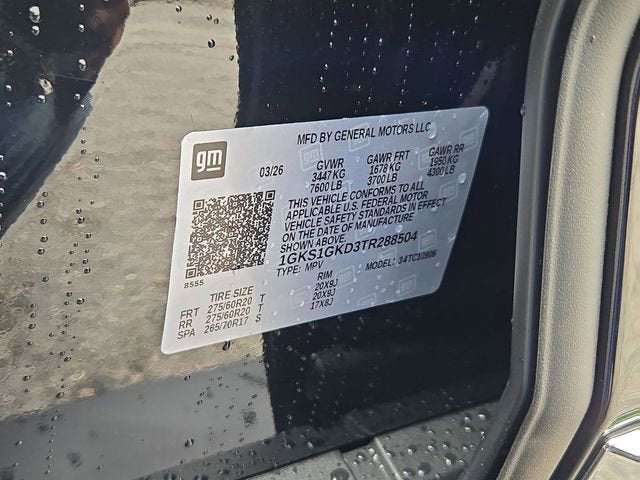 gm
MFD BY GENERAL MOTORS LLC
03/26 GVWR GAWR FRT GAWR RR
3447 KG 1678 KG 1950 KG
7600 LB 3700 LB 4300 LB
THIS VEHICLE CONFORMS TO ALL
APPLICABLE U.S. FEDERAL MOTOR
VEHICLE SAFETY STANDARDS IN EFFECT
ON THE DATE OF MANUFACTURE
SHOWN ABOVE.
1GKS1GKD3TR288504
TYPE: MPV MODEL: 34TC10906
8555
TIRE SIZE RIM
FRT 275/60R20 T 20X9J
RR 275/60R20 T 20X9J
SPA 265/70R17 S 17X8J